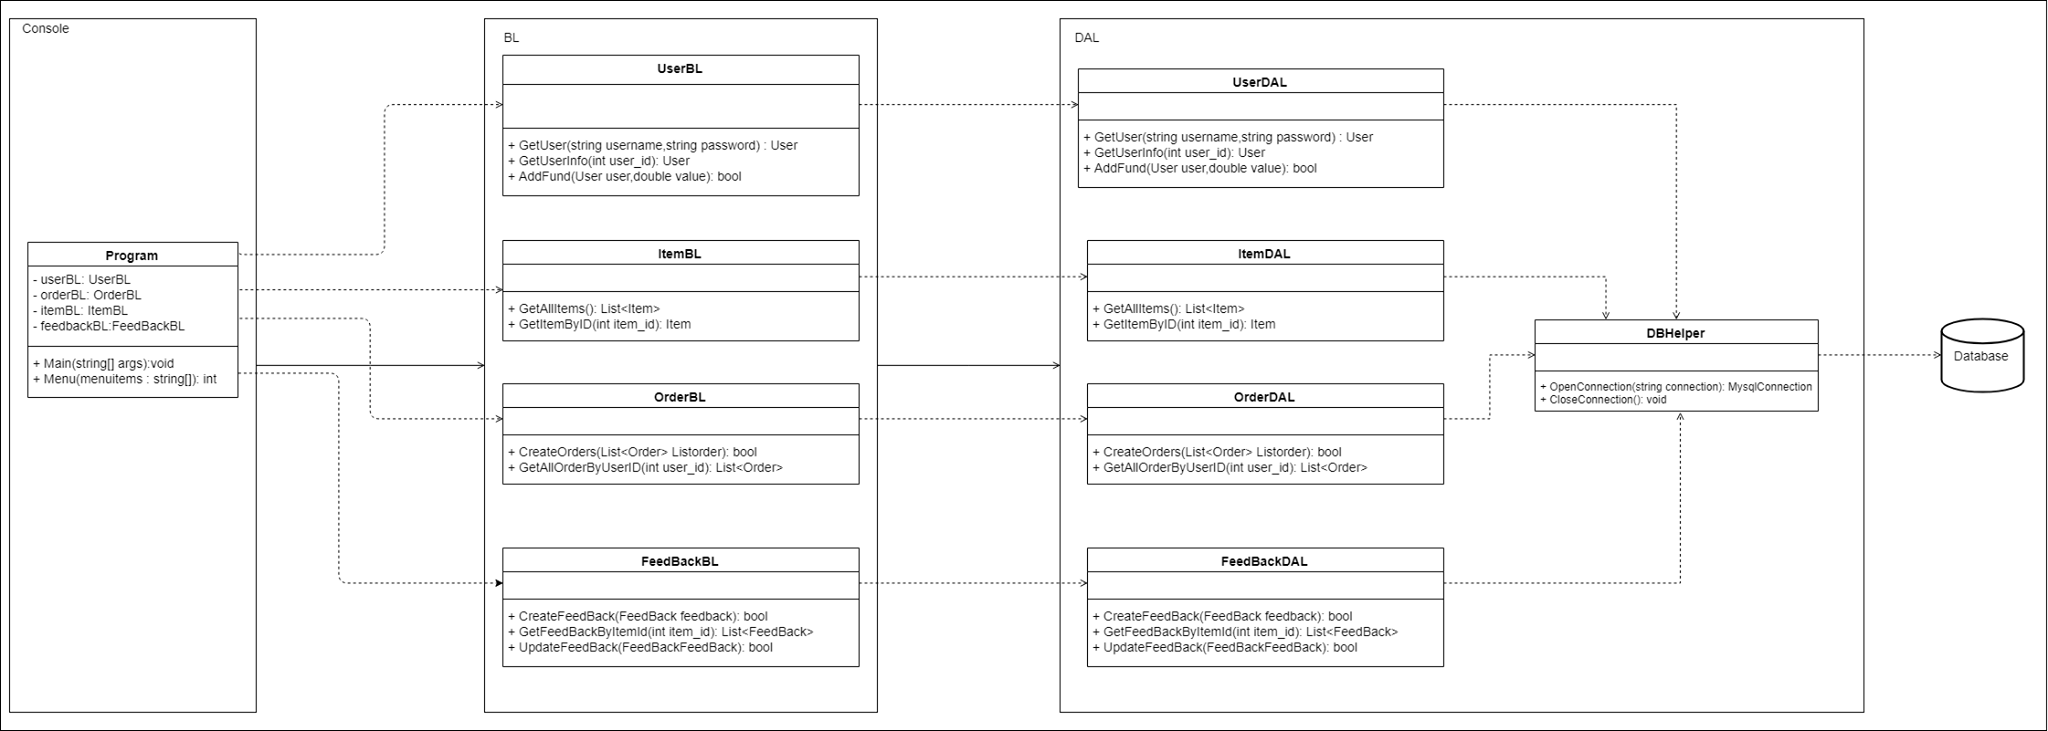 Console
Program
- userBL: UserBL
- orderBL: OrderBL
- itemBL: ItemBL
- feedbackBL:FeedBackBL
+ Main(string[] args):void
+ Menu(menuitems : string[]): int
BL
UserBL
+ GetUser(string username,string password) : User
+ GetUserInfo(int user_id): User
+ AddFund(User user,double value): bool
ItemBL
+ GetAllItems(): List<Item>
+ GetItemByID(int item_id): Item
OrderBL
+ CreateOrders(List<Order> Listorder): bool
+ GetAllOrderByUserID(int user_id): List<Order>
FeedBackBL
+ CreateFeedBack(FeedBack feedback): bool
+ GetFeedBackByItemId(int item_id): List<FeedBack>
+ UpdateFeedBack(FeedBackFeedBack): bool
DAL
UserDAL
+ GetUser(string username,string password) : User
+ GetUserInfo(int user_id): User
+ AddFund(User user,double value): bool
ItemDAL
+ GetAllItems(): List<Item>
+ GetItemByID(int item_id): Item
OrderDAL
+ CreateOrders(List<Order> Listorder): bool
+ GetAllOrderByUserID(int user_id): List<Order>
FeedBackDAL
+ CreateFeedBack(FeedBack feedback): bool
+ GetFeedBackByItemId(int item_id): List<FeedBack>
+ UpdateFeedBack(FeedBackFeedBack): bool
DBHelper
+ OpenConnection(string connection): MysqlConnection
+ CloseConnection(): void
Database